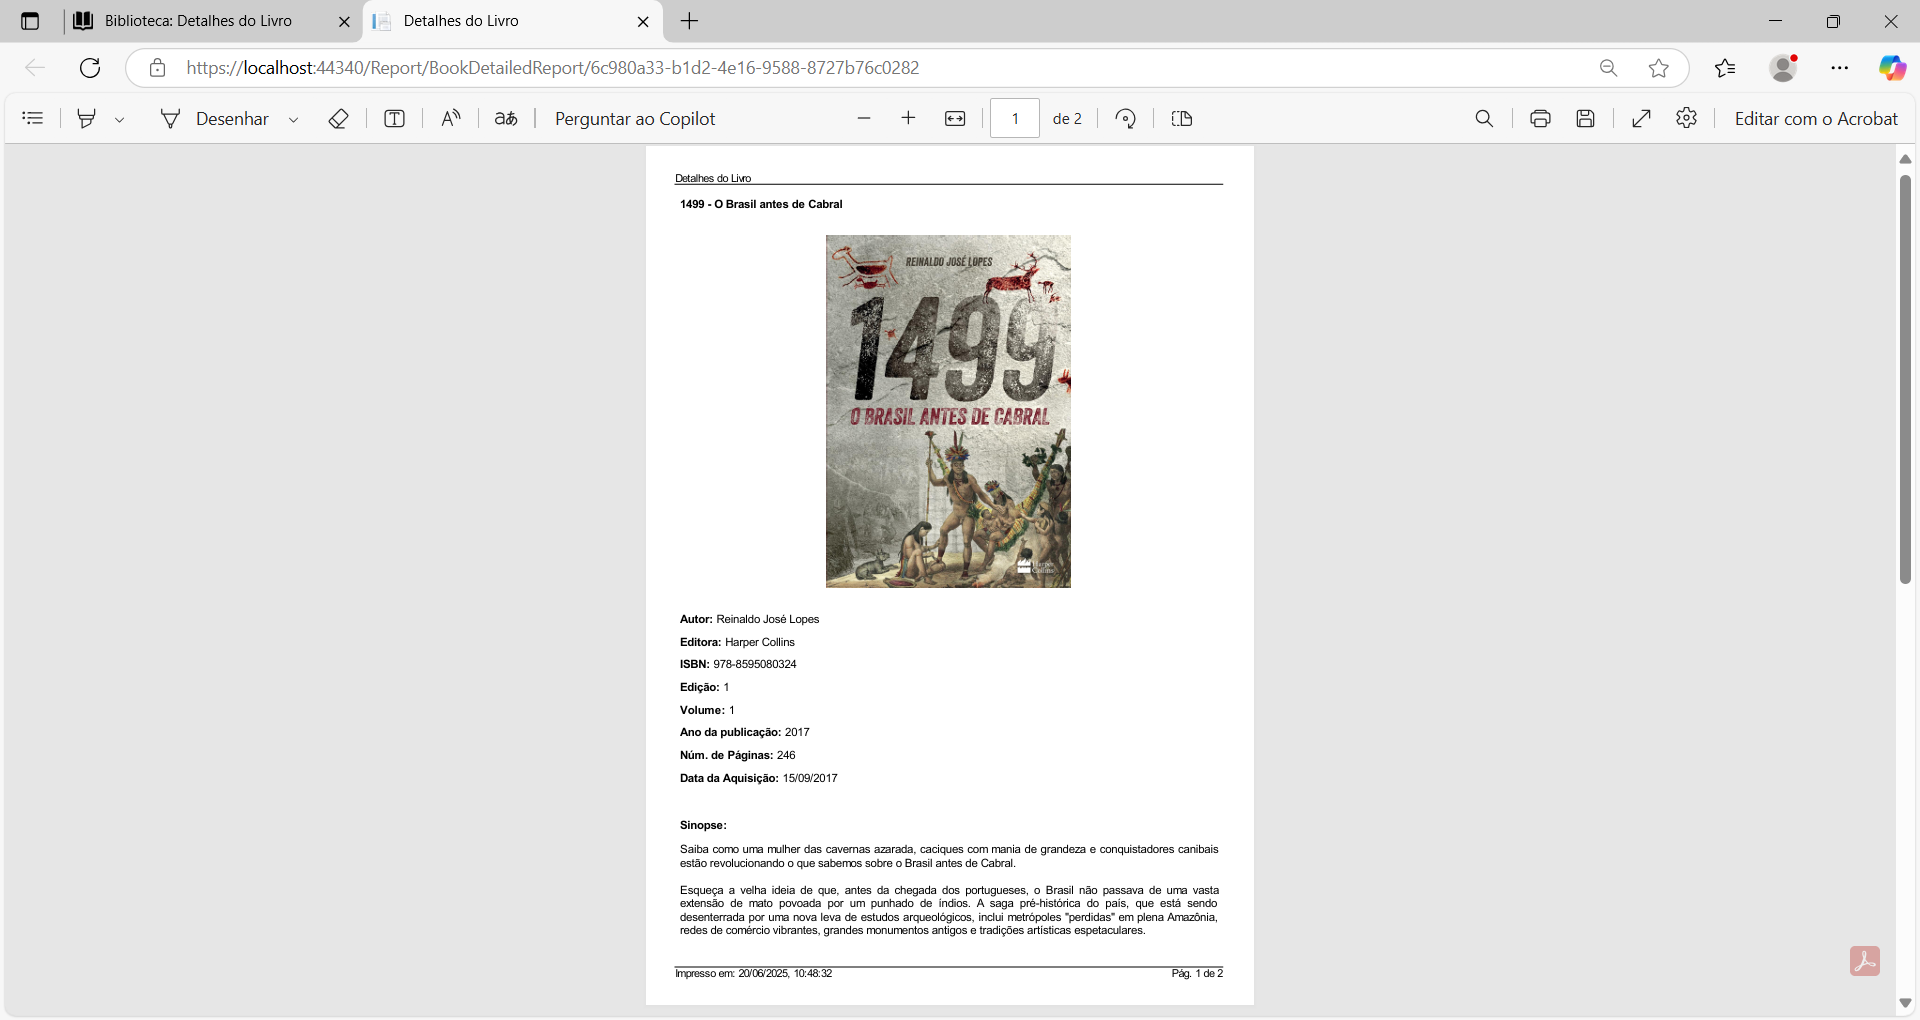 Biblioteca: Detalhes do Livro
Detalhes do Livro
https://localhost:44340/Report/BookDetailedReport/6c980a33-b1d2-4e16-9588-8727b76c0282
Desenhar
aあ
Perguntar ao Copilot
1
de 2
Editar com o Acrobat
Detalhes do Livro
1499 - O Brasil antes de Cabral
REINALDO JOSÉ LOPES
1499
O BRASIL ANTES DE CABRAL
Harper
Collins
Autor: Reinaldo José Lopes
Editora: Harper Collins
ISBN: 978-8595080324
Edição: 1
Volume: 1
Ano da publicação: 2017
Núm. de Páginas: 246
Data da Aquisição: 15/09/2017
Sinopse:
Saiba como uma mulher das cavernas azarada, caciques com mania de grandeza e conquistadores canibais
estão revolucionando o que sabemos sobre o Brasil antes de Cabral.
Esqueça a velha ideia de que, antes da chegada dos portugueses, o Brasil não passava de uma vasta
extensão de mato povoada por um punhado de índios. A saga pré-histórica do país, que está sendo
desenterrada por uma nova leva de estudos arqueológicos, inclui metrópoles "perdidas" em plena Amazônia,
redes de comércio vibrantes, grandes monumentos antigos e tradições artísticas espetaculares.
Impresso em: 20/06/2025, 10:48:32
Pág. 1 de 2